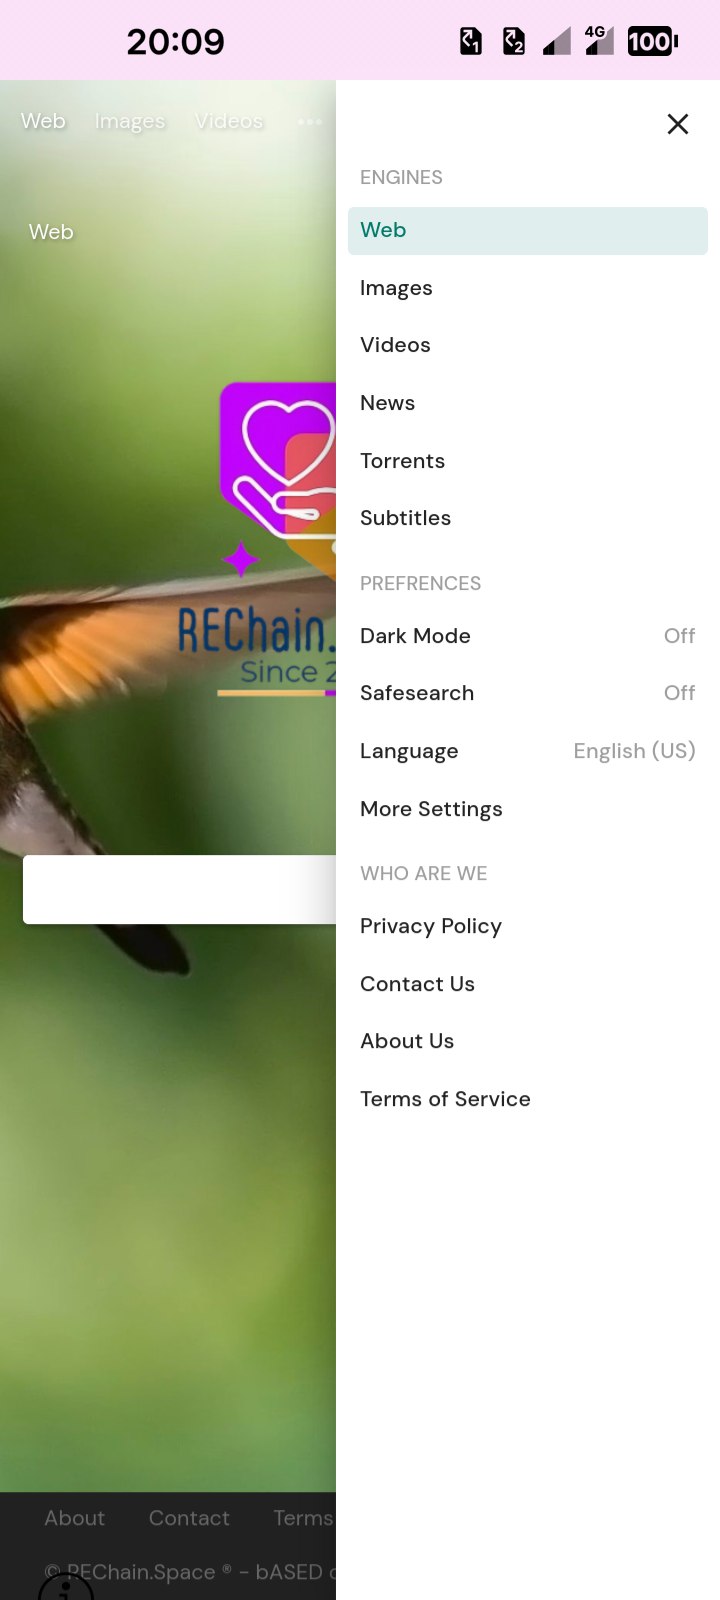 20:09
1
2
4G
100
Web Images Videos
Web
REChain.
Since 2
ENGINES
Web
Images
Videos
News
Torrents
Subtitles
PREFRENCES
Dark Mode Off
Safesearch Off
Language English (US)
More Settings
WHO ARE WE
Privacy Policy
Contact Us
About Us
Terms of Service
About Contact Terms
© REChain.Space ® - bASED